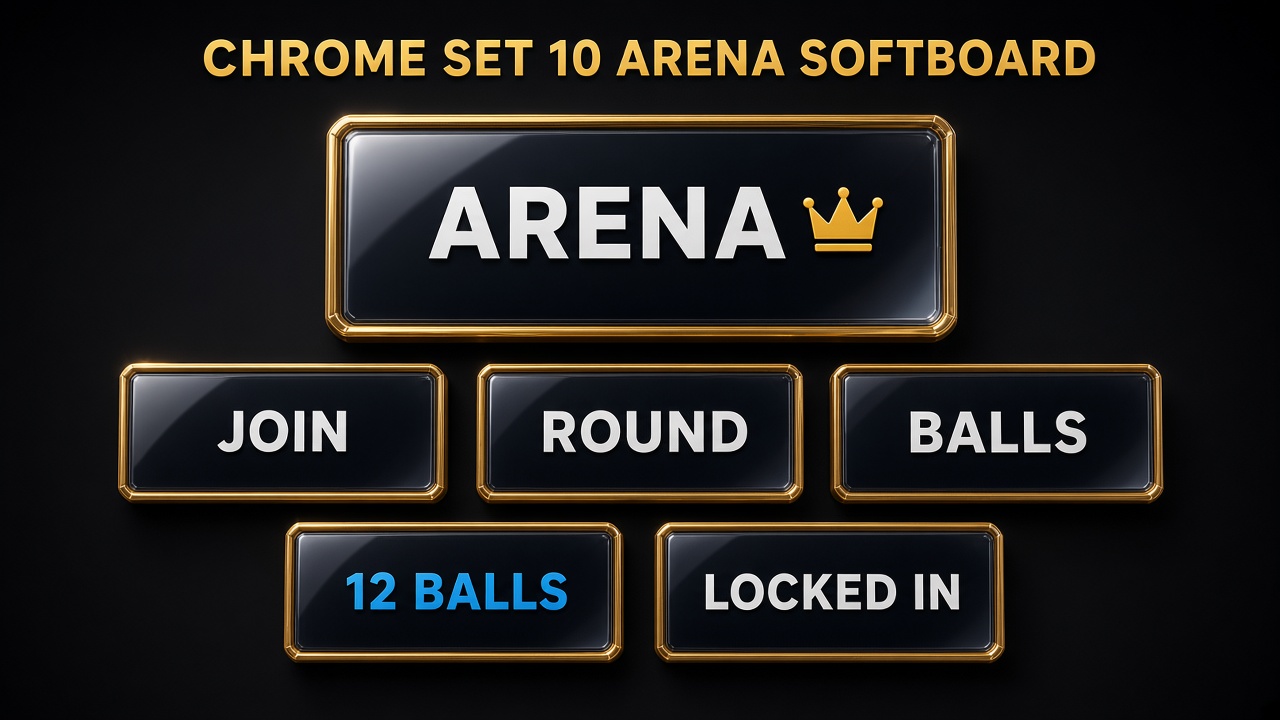 CHROME SET 10 ARENA SOFTBOARD
ARENA
JOIN
ROUND
BALLS
12 BALLS
LOCKED IN